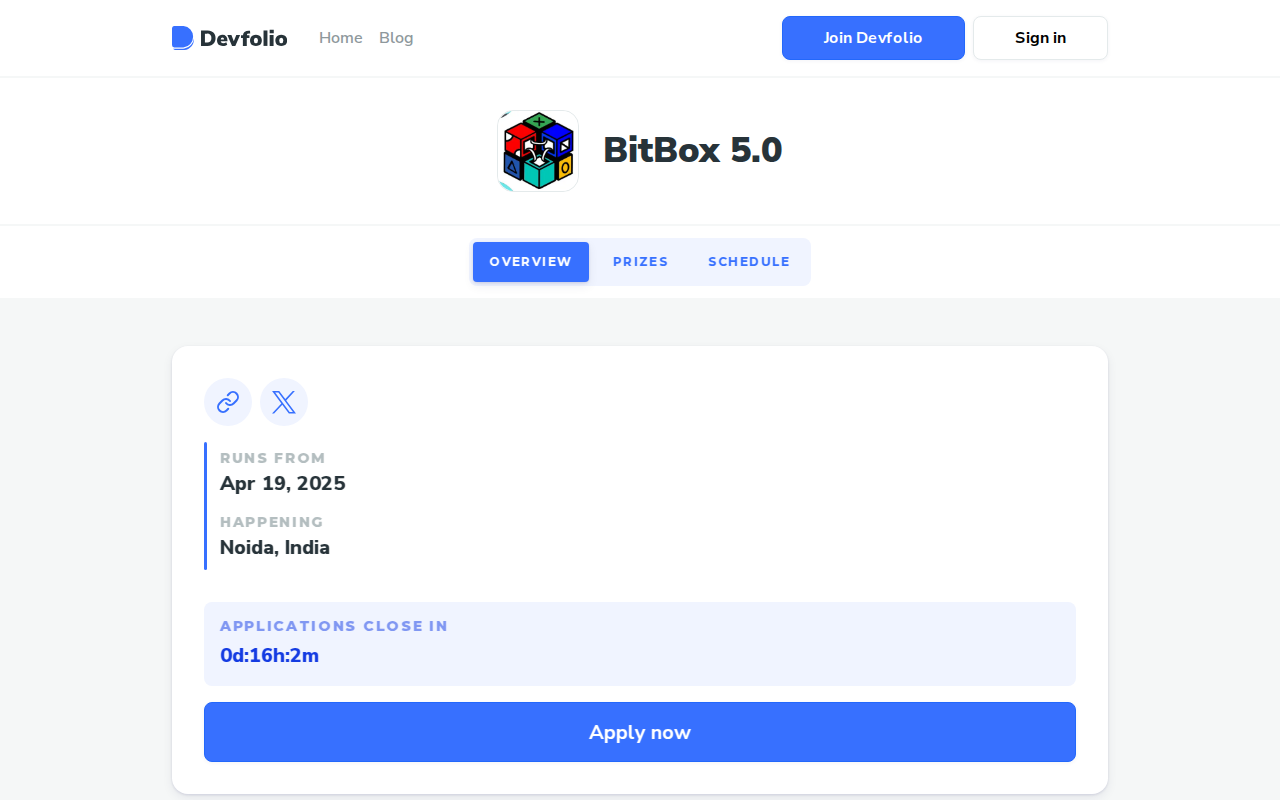 Devfolio Home Blog Join Devfolio Sign in
BitBox 5.0
OVERVIEW PRIZES SCHEDULE
RUNS FROM
Apr 19, 2025
HAPPENING
Noida, India
APPLICATIONS CLOSE IN
0d:16h:2m
Apply now